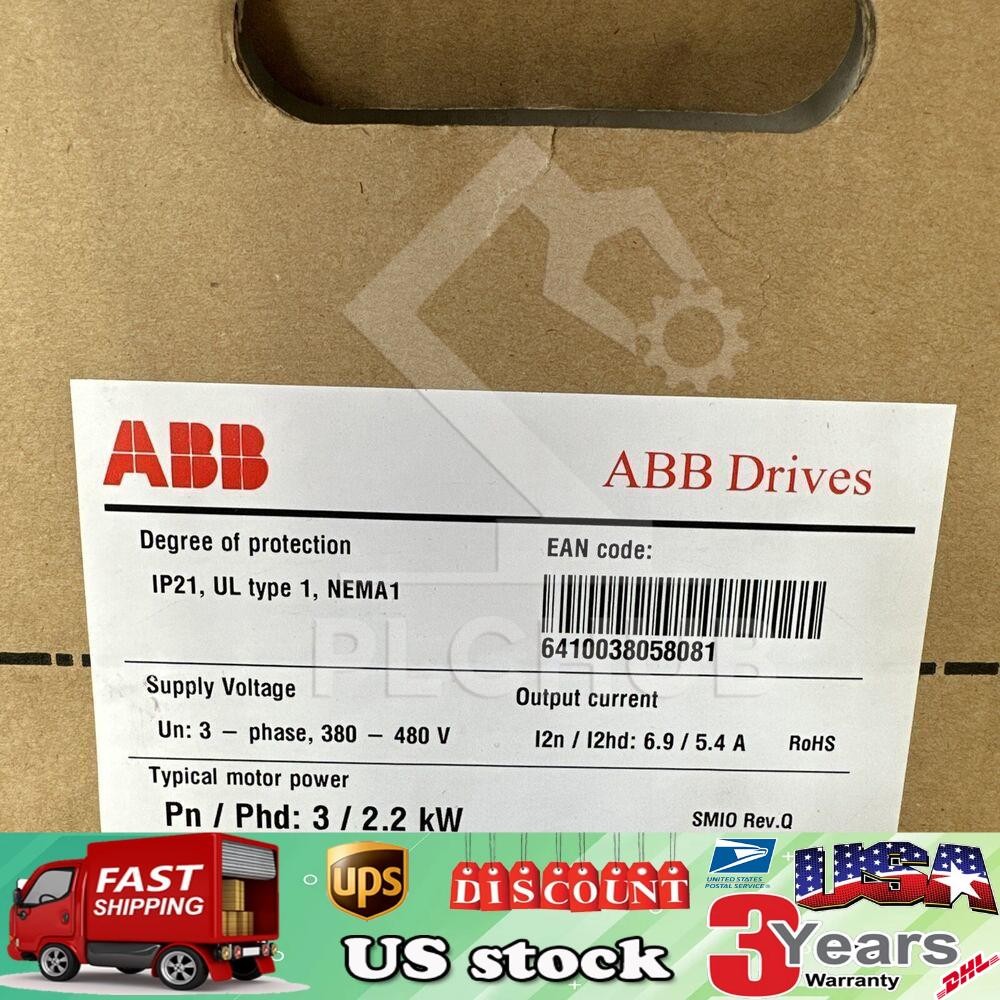 ABB
ABB Drives
Degree of protection
EAN code:
IP21, UL type 1, NEMA1
6410038058081
PLCHUB
Supply Voltage
Output current
Un: 3 – phase, 380 – 480 V
I2n / I2hd: 6.9 / 5.4 A
RoHS
Typical motor power
Pn / Phd: 3 / 2.2 kW
SMIO Rev.Q
FAST
SHIPPING
ups
DISCOUNT
UNITED STATES
POSTAL SERVICE®
USA
US stock
3 Years
Warranty
DHL